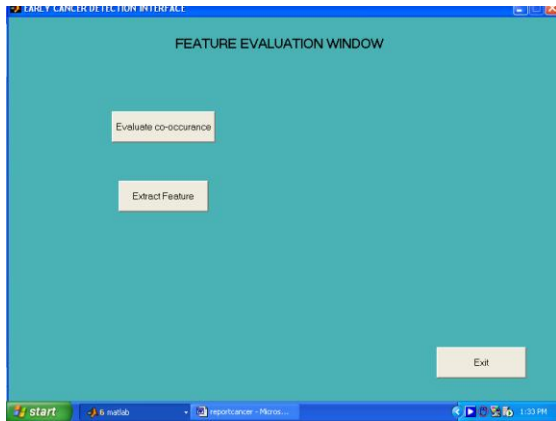 EARLY CANCER DETECTION INTERFACE
FEATURE EVALUATION WINDOW
Evaluate co-occurance
Extract Feature
Exit
start
6 matlab
reportcancer - Micros...
1:33 PM